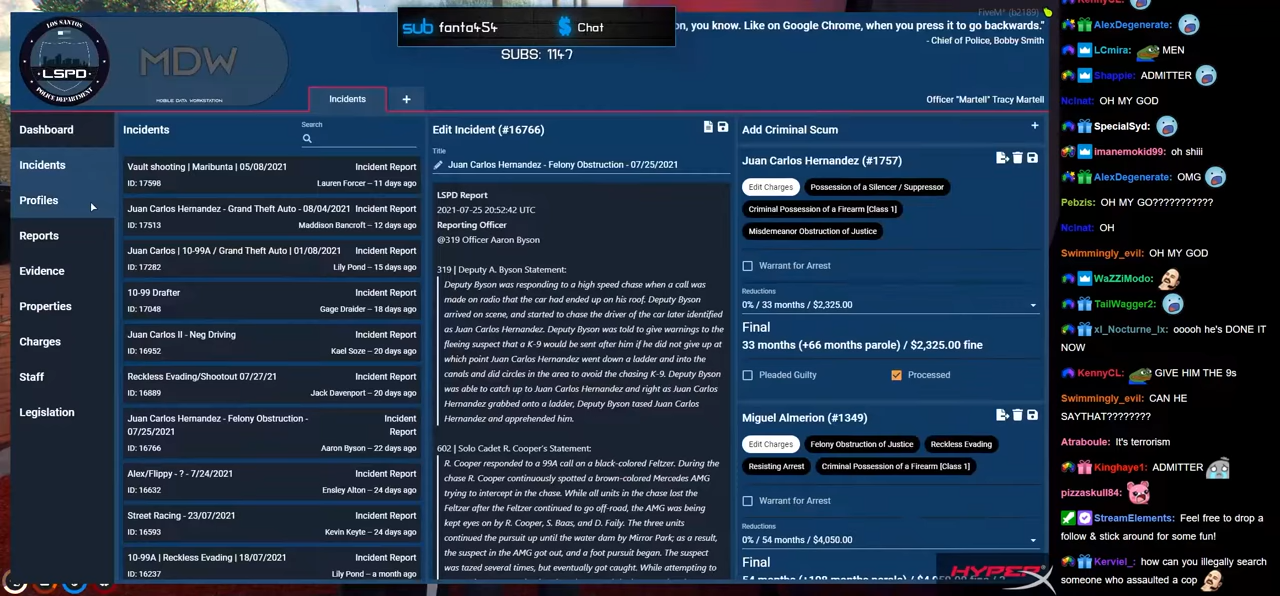 FiveM* (b2189)
LOS SANTOS
LSPD
POLICE DEPARTMENT
MDW
MOBILE DATA WORKSTATION
sub fanta454 Chat
SUBS: 1147
on, you know. Like on Google Chrome, when you press it to go backwards."
- Chief of Police, Bobby Smith
Incidents +
Officer "Martell" Tracy Martell
Dashboard
Incidents
Profiles
Reports
Evidence
Properties
Charges
Staff
Legislation
Incidents
Search
Vault shooting | Maribunta | 05/08/2021 Incident Report
ID: 17598 Lauren Forcer – 11 days ago
Juan Carlos Hernandez - Grand Theft Auto - 08/04/2021 Incident Report
ID: 17513 Maddison Bancroft – 12 days ago
Juan Carlos | 10-99A / Grand Theft Auto | 01/08/2021 Incident Report
ID: 17282 Lily Pond – 15 days ago
10-99 Drafter Incident Report
ID: 17048 Gage Draider – 18 days ago
Juan Carlos II - Neg Driving Incident Report
ID: 16952 Kael Soze – 20 days ago
Reckless Evading/Shootout 07/27/21 Incident Report
ID: 16889 Jack Davenport – 20 days ago
Juan Carlos Hernandez - Felony Obstruction - Incident
07/25/2021 Report
ID: 16766 Aaron Byson – 22 days ago
Alex/Flippy - ? - 7/24/2021 Incident Report
ID: 16632 Ensley Alton – 24 days ago
Street Racing - 23/07/2021 Incident Report
ID: 16593 Kevin Keyte – 24 days ago
10-99A | Reckless Evading | 18/07/2021 Incident Report
ID: 16237 Lily Pond – a month ago
Edit Incident (#16766)
Title
Juan Carlos Hernandez - Felony Obstruction - 07/25/2021
LSPD Report
2021-07-25 20:52:42 UTC
Reporting Officer
@319 Officer Aaron Byson
319 | Deputy A. Byson Statement:
Deputy Byson was responding to a high speed chase when a call was
made on radio that the car had ended up on his roof. Deputy Byson
arrived on scene, and started to chase the driver of the car later identified
as Juan Carlos Hernandez. Deputy Byson was told to give warnings to the
fleeing suspect that a K-9 would be sent after him if he did not give up at
which point Juan Carlos Hernandez went down a ladder and into the
canals and did circles in the area to avoid the chasing K-9. Deputy Byson
was able to catch up to Juan Carlos Hernandez and right as Juan Carlos
Hernandez grabbed onto a ladder, Deputy Byson tased Juan Carlos
Hernandez and apprehended him.
602 | Solo Cadet R. Cooper's Statement:
R. Cooper responded to a 99A call on a black-colored Feltzer. During the
chase R. Cooper continuously spotted a brown-colored Mercedes AMG
trying to intercept in the chase. While all units in the chase lost the
Feltzer after the Feltzer continued to go off-road, the AMG was being
kept eyes on by R. Cooper, S. Baas, and D. Faily. The three units
continued the pursuit up until the water dam by Mirror Park; as a result,
the suspect in the AMG got out, and a foot pursuit began. The suspect
was tazed several times, but eventually got caught. While attempting to
Add Criminal Scum +
Juan Carlos Hernandez (#1757)
Edit Charges Possession of a Silencer / Suppressor
Criminal Possession of a Firearm [Class 1]
Misdemeanor Obstruction of Justice
Warrant for Arrest
Reductions
0% / 33 months / $2,325.00
Final
33 months (+66 months parole) / $2,325.00 fine
Pleaded Guilty Processed
Miguel Almerion (#1349)
Edit Charges Felony Obstruction of Justice Reckless Evading
Resisting Arrest Criminal Possession of a Firearm [Class 1]
Warrant for Arrest
Reductions
0% / 54 months / $4,050.00
Final
HYPERX
AlexDegenerate:
LCmira: MEN
Shappie: ADMITTER
Ncinat: OH MY GOD
SpecialSyd:
imanemokid99: oh shiii
AlexDegenerate: OMG
Pebzis: OH MY GO???????????
Ncinat: OH
Swimmingly_evil: OH MY GOD
WaZZiModo:
TailWagger2:
xl_Nocturne_lx: ooooh he's DONE IT
NOW
KennyCL: GIVE HIM THE 9s
Swimmingly_evil: CAN HE
SAYTHAT????????
Atraboule: It's terrorism
Kinghaye1: ADMITTER
pizzaskull84:
StreamElements: Feel free to drop a
follow & stick around for some fun!
Kerviel_: how can you illegally search
someone who assaulted a cop